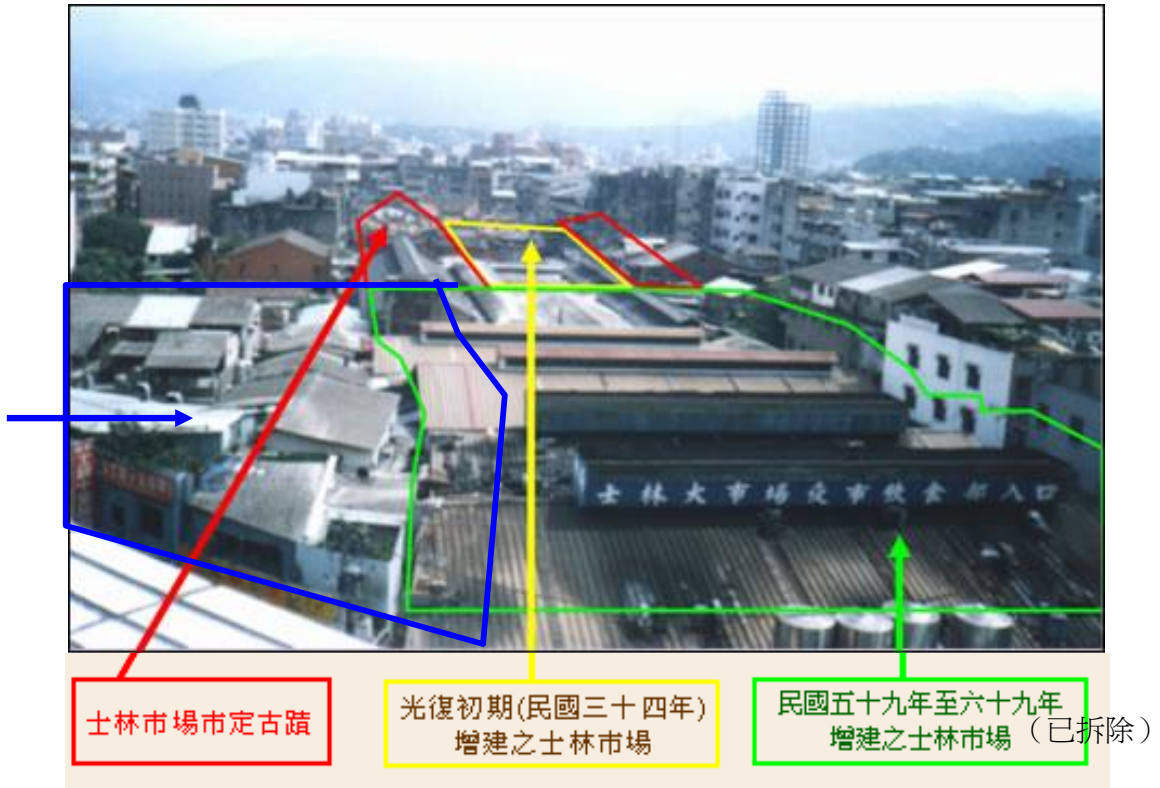 士林大市場夜市飲食部入口
士林市場市定古蹟
光復初期(民國三十四年)
增建之士林市場
民國五十九年至六十九年
增建之士林市場
（已拆除）